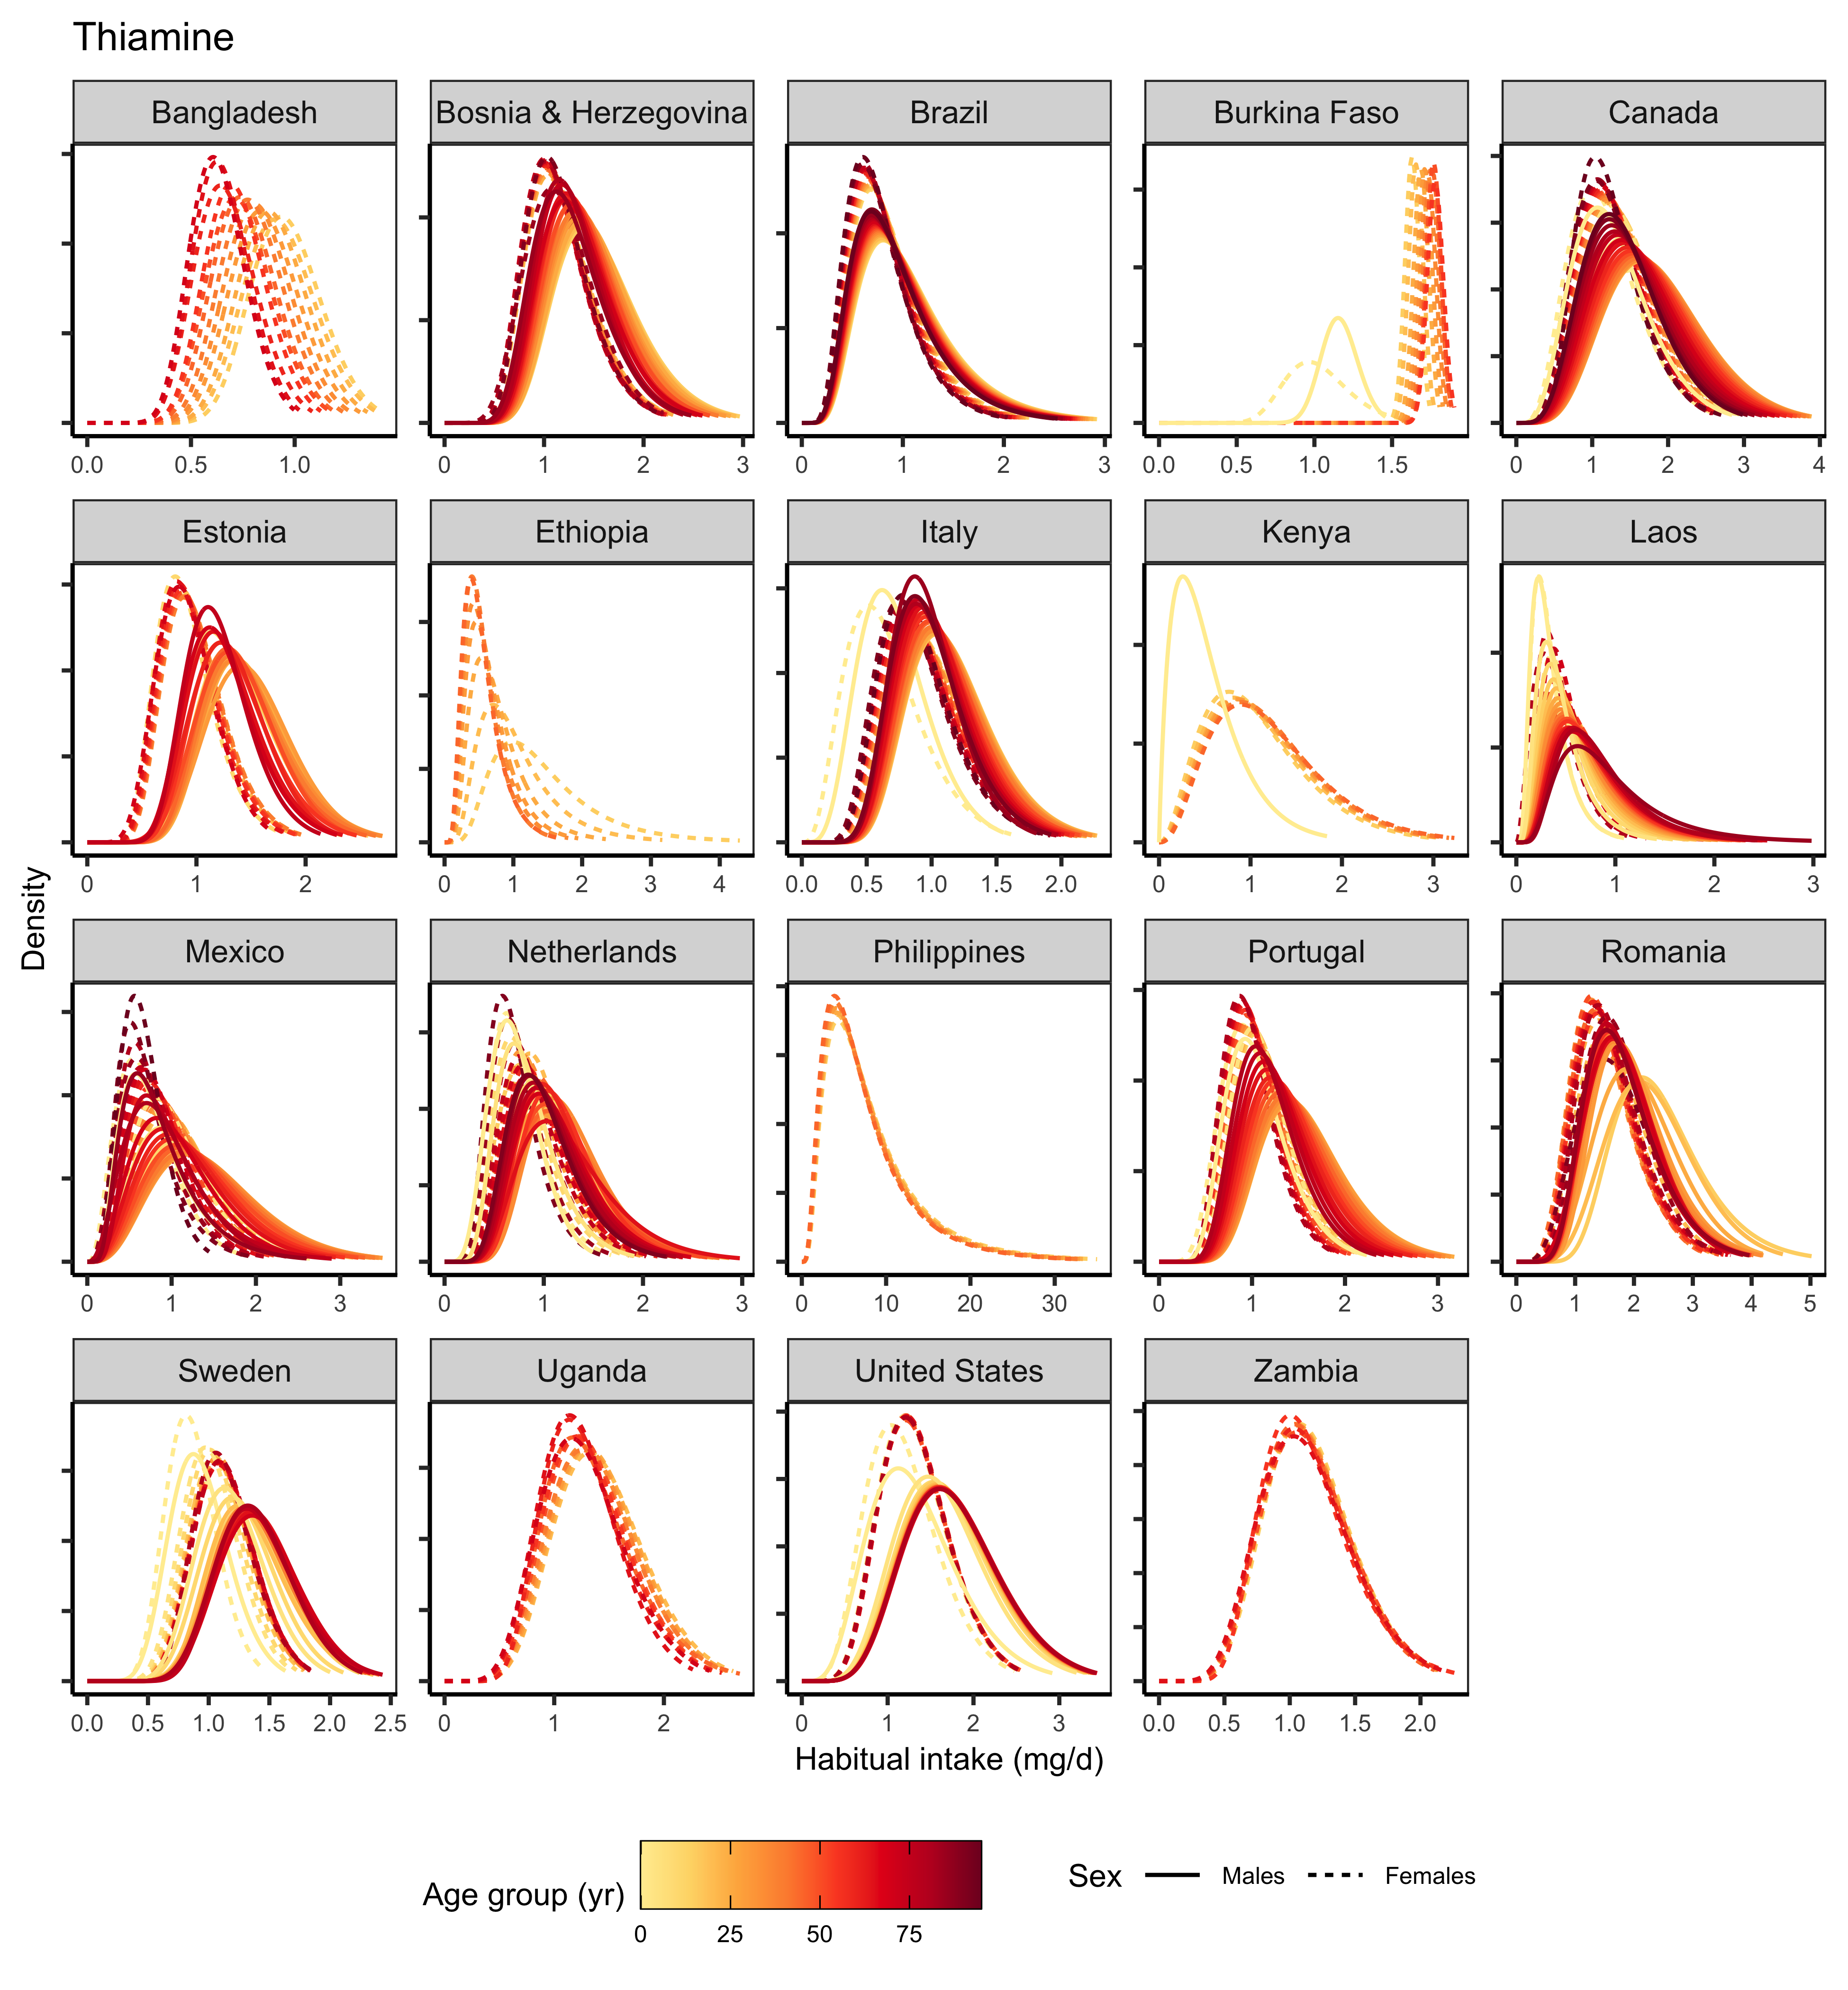 Thiamine
Bangladesh Bosnia & Herzegovina Brazil Burkina Faso Canada
0.0 0.5 1.0 0 1 2 3 0 1 2 3 0.0 0.5 1.0 1.5 0 1 2 3 4
Estonia Ethiopia Italy Kenya Laos
0 1 2 0 1 2 3 4 0.0 0.5 1.0 1.5 2.0 0 1 2 3 0 1 2 3
Density
Mexico Netherlands Philippines Portugal Romania
0 1 2 3 0 1 2 3 0 10 20 30 0 1 2 3 0 1 2 3 4 5
Sweden Uganda United States Zambia
0.0 0.5 1.0 1.5 2.0 2.5 0 1 2 0 1 2 3 0.0 0.5 1.0 1.5 2.0
Habitual intake (mg/d)
Age group (yr) Sex Males Females
0 25 50 75